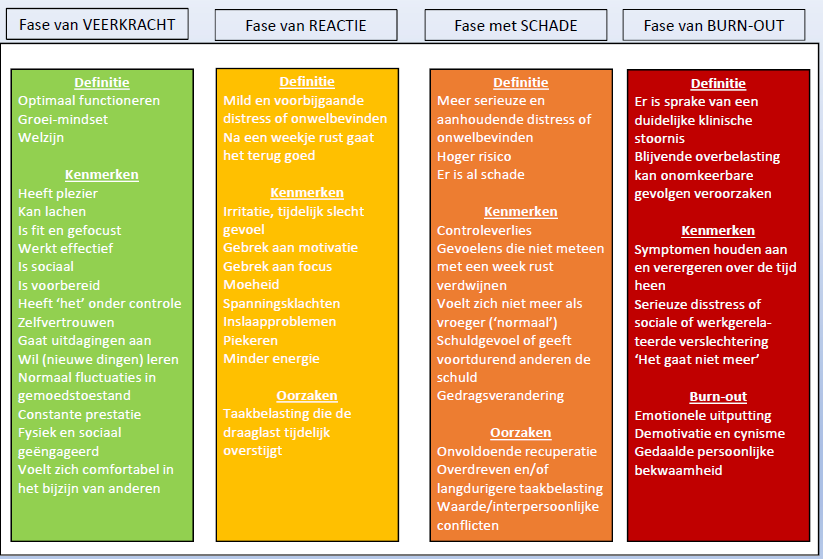 Fase van VEERKRACHT
Fase van REACTIE
Fase met SCHADE
Fase van BURN-OUT
Definitie
Optimaal functioneren
Groei-mindset
Welzijn
Kenmerken
Heeft plezier
Kan lachen
Is fit en gefocust
Werkt effectief
Is sociaal
Is voorbereid
Heeft ‘het’ onder controle
Zelfvertrouwen
Gaat uitdagingen aan
Wil (nieuwe dingen) leren
Normaal fluctuaties in
gemoedstoestand
Constante prestatie
Fysiek en sociaal
geëngageerd
Voelt zich comfortabel in
het bijzijn van anderen
Definitie
Mild en voorbijgaande
distress of onwelbevinden
Na een weekje rust gaat
het terug goed
Kenmerken
Irritatie, tijdelijk slecht
gevoel
Gebrek aan motivatie
Gebrek aan focus
Moeheid
Spanningsklachten
Inslaapproblemen
Piekeren
Minder energie
Oorzaken
Taakbelasting die de
draaglast tijdelijk
overstijgt
Definitie
Meer serieuze en
aanhoudende distress of
onwelbevinden
Hoger risico
Er is al schade
Kenmerken
Controleverlies
Gevoelens die niet meteen
met een week rust
verdwijnen
Voelt zich niet meer als
vroeger (‘normaal’)
Schuldgevoel of geeft
voortdurend anderen de
schuld
Gedragsverandering
Oorzaken
Onvoldoende recuperatie
Overdreven en/of
langdurigere taakbelasting
Waarde/interpersoonlijke
conflicten
Definitie
Er is sprake van een
duidelijke klinische
stoornis
Blijvende overbelasting
kan onomkeerbare
gevolgen veroorzaken
Kenmerken
Symptomen houden aan
en verergeren over de tijd
heen
Serieuze disstress of
sociale of werkgerela-
teerde verslechtering
‘Het gaat niet meer’
Burn-out
Emotionele uitputting
Demotivatie en cynisme
Gedaalde persoonlijke
bekwaamheid